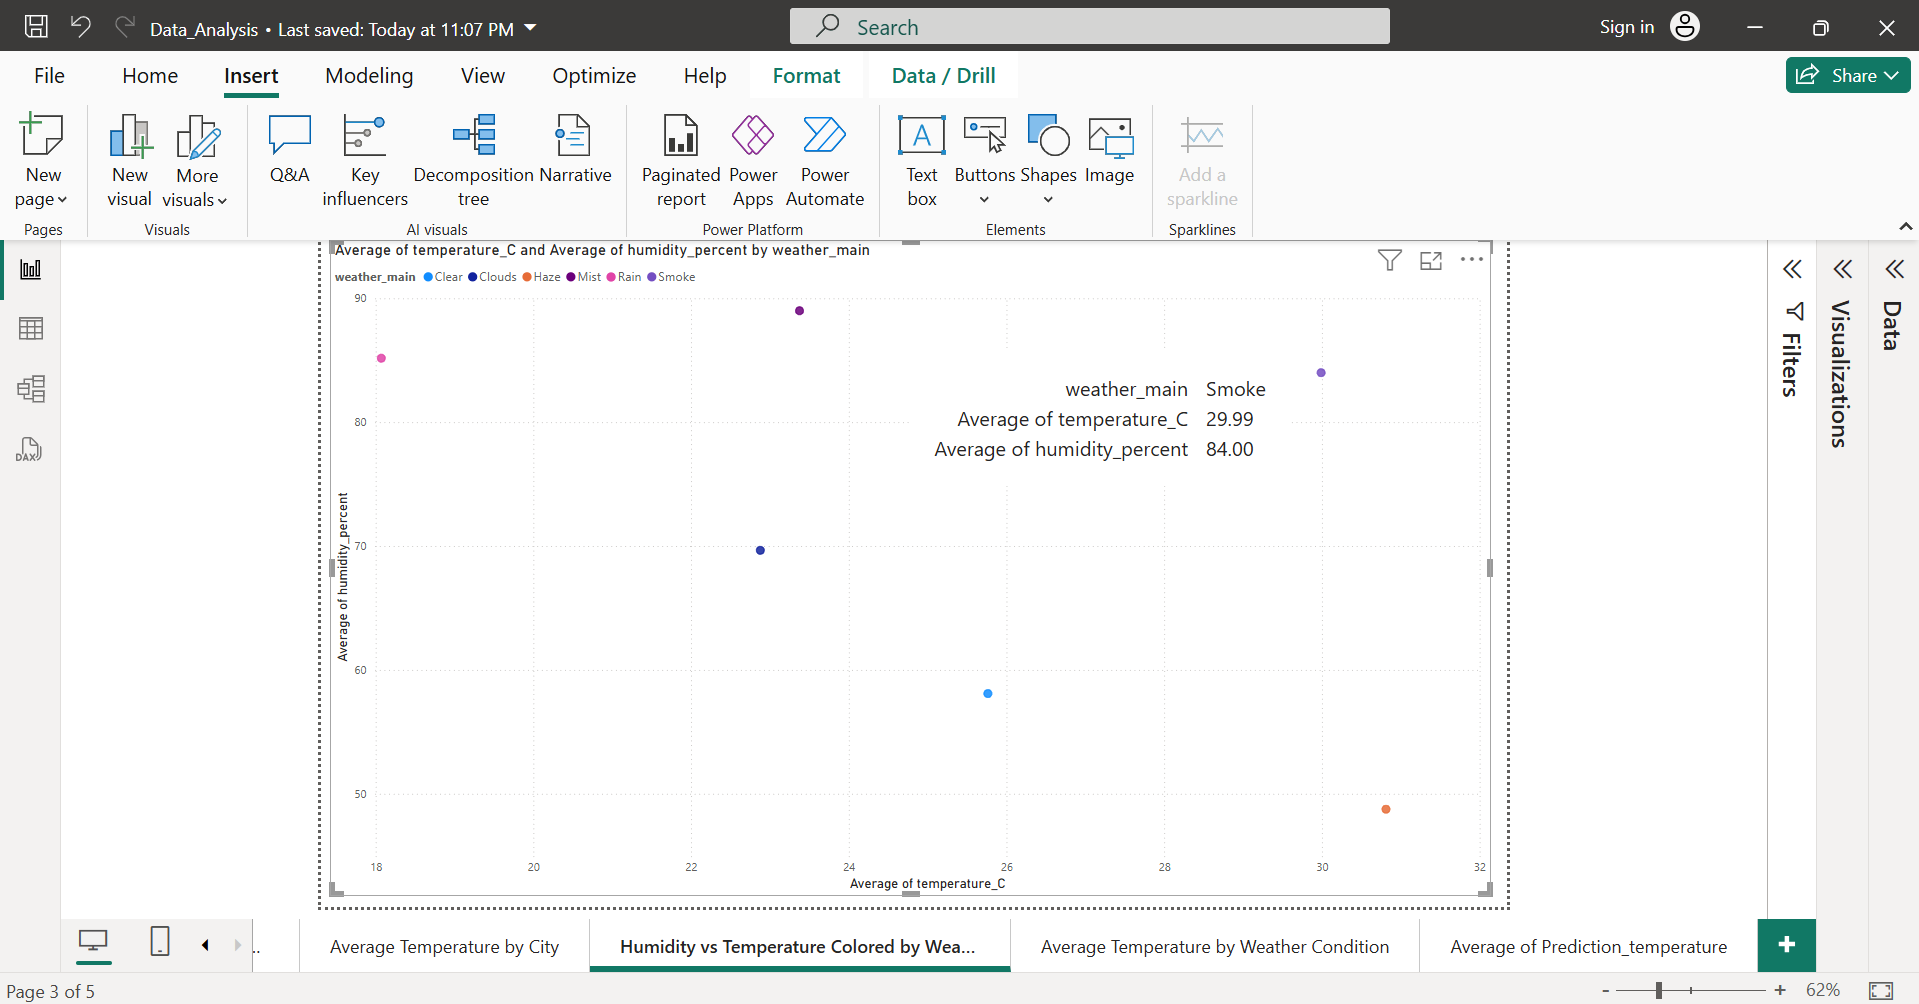 Data_Analysis • Last saved: Today at 11:07 PM
Search
Sign in
File Home Insert Modeling View Optimize Help Format Data / Drill
Share
New page
New visual
More visuals
Q&A
Key influencers
Decomposition tree
Narrative
Paginated report
Power Apps
Power Automate
Text box
Buttons
Shapes
Image
Add a sparkline
Pages
Visuals
AI visuals
Power Platform
Elements
Sparklines
DAX
Average of temperature_C and Average of humidity_percent by weather_main
weather_main Clear Clouds Haze Mist Rain Smoke
90
80
70
60
50
Average of humidity_percent
weather_main Smoke
Average of temperature_C 29.99
Average of humidity_percent 84.00
18 20 22 24 26 28 30 32
Average of temperature_C
Filters
Visualizations
Data
..
Average Temperature by City
Humidity vs Temperature Colored by Wea...
Average Temperature by Weather Condition
Average of Prediction_temperature
+
Page 3 of 5
- + 62%